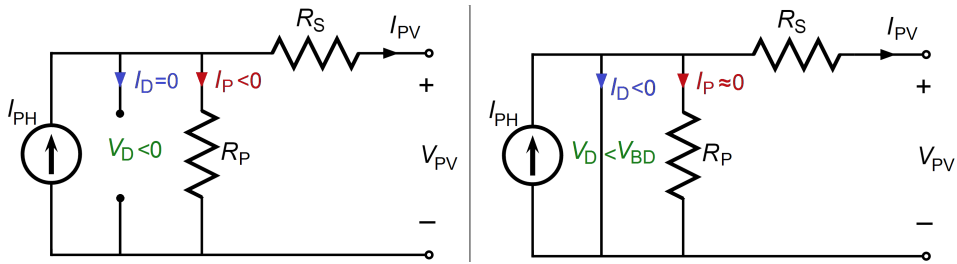 R_S
I_PV
I_D=0
I_P<0
+
I_PH
V_D<0
R_P
V_PV
−
R_S
I_PV
I_D<0
I_P≈0
+
I_PH
V_D<V_BD
R_P
V_PV
−